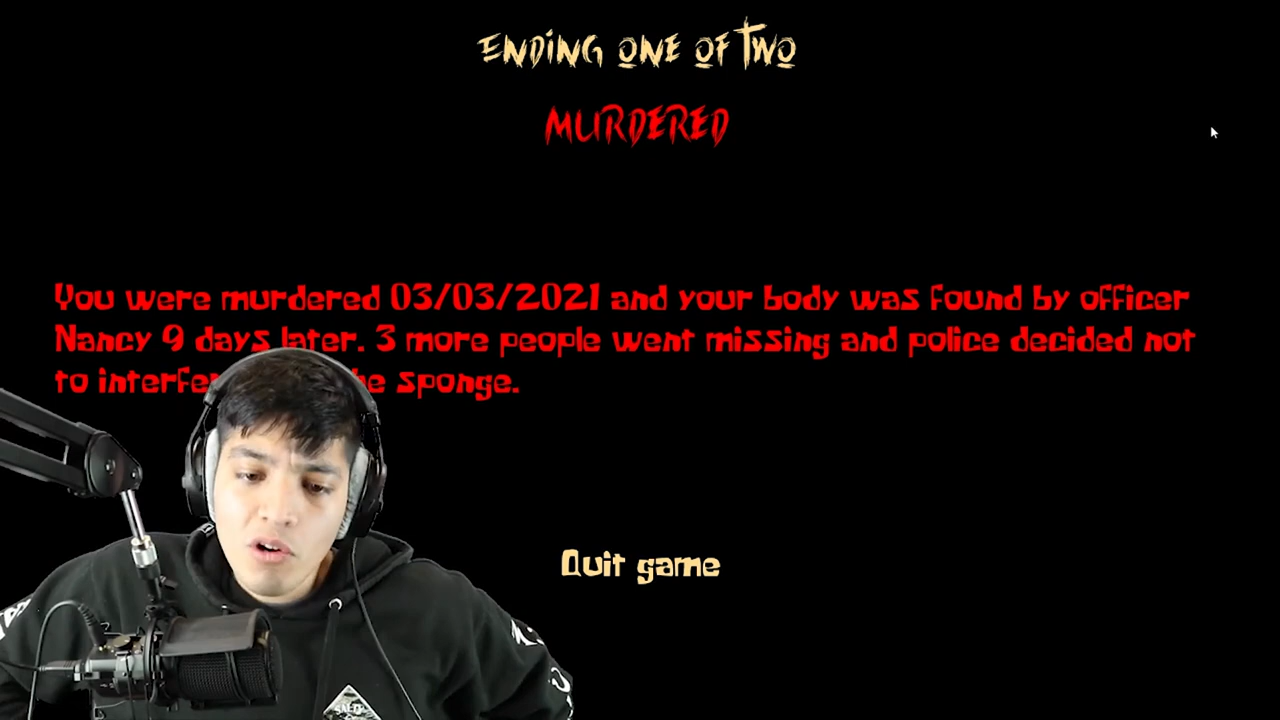 ENDING ONE OF TWO
MURDERED
You were murdered 03/03/2021 and your body was found by officer
Nancy 9 days later. 3 more people went missing and police decided not
to sponge.
Quit game